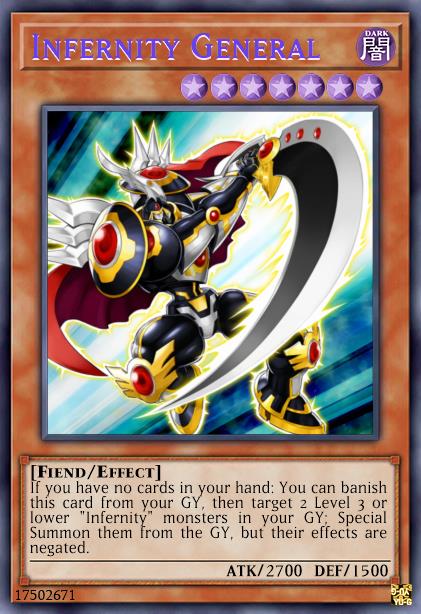 INFERNITY GENERAL
DARK
闇
[FIEND/EFFECT]
If you have no cards in your hand: You can banish
this card from your GY, then target 2 Level 3 or
lower "Infernity" monsters in your GY; Special
Summon them from the GY, but their effects are
negated.
ATK/2700 DEF/1500
17502671